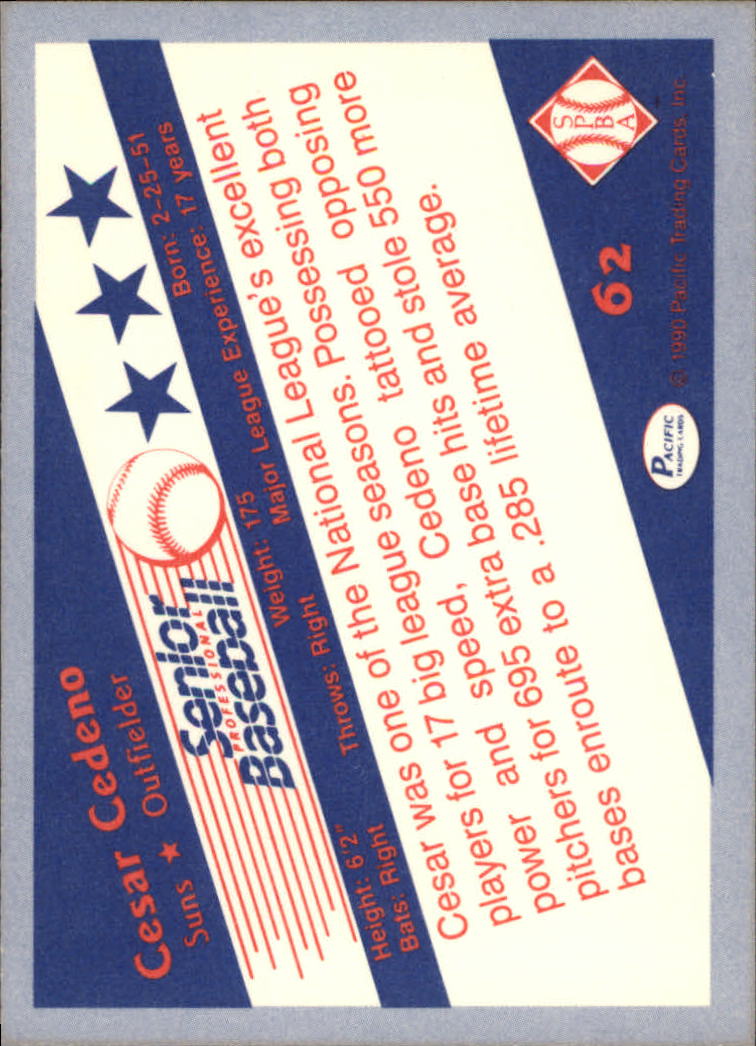 Cesar Cedeno
Suns ★ Outfielder
Senior
PROFESSIONAL
Baseball
Height: 6'2" Weight: 175 Born: 2-25-51
Bats: Right Throws: Right Major League Experience: 17 years
Cesar was one of the National League's excellent
players for 17 big league seasons. Possessing both
power and speed, Cedeno tattooed opposing
pitchers for 695 extra base hits and stole 550 more
bases enroute to a .285 lifetime average.
S
P B
B A
PACIFIC
TRADING CARDS
62
© 1990 Pacific Trading Cards, Inc.